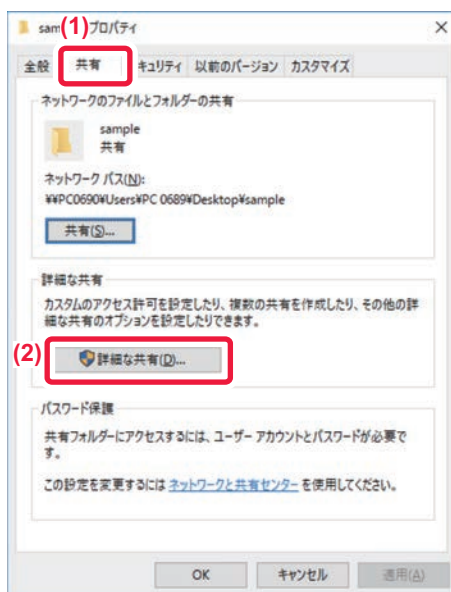 sam (1) プロパティ
全般 共有 キュリティ 以前のバージョン カスタマイズ
ネットワークのファイルとフォルダーの共有
sample
共有
ネットワーク パス(N):
¥¥PC0690¥Users¥PC 0689¥Desktop¥sample
共有(S)...
詳細な共有
カスタムのアクセス許可を設定したり、複数の共有を作成したり、その他の詳
細な共有のオプションを設定したりできます。
(2) 詳細な共有(D)...
パスワード保護
共有フォルダーにアクセスするには、ユーザー アカウントとパスワードが必要で
す。
この設定を変更するには ネットワークと共有センター を使用してください。
OK キャンセル 適用(A)